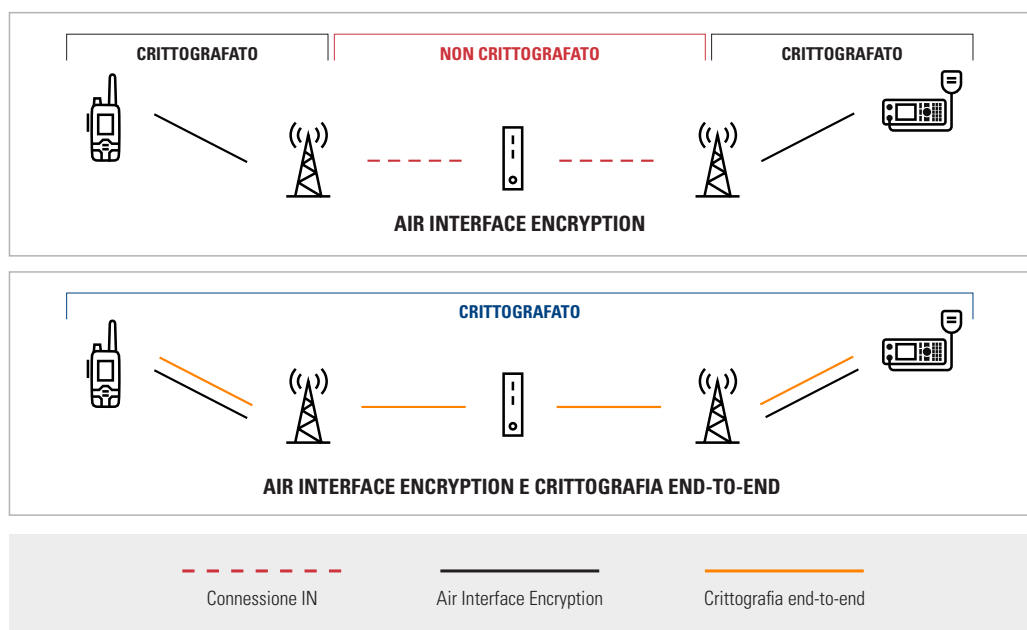 CRITTOGRAFATO
NON CRITTOGRAFATO
CRITTOGRAFATO
AIR INTERFACE ENCRYPTION
CRITTOGRAFATO
AIR INTERFACE ENCRYPTION E CRITTOGRAFIA END-TO-END
Connessione IN
Air Interface Encryption
Crittografia end-to-end